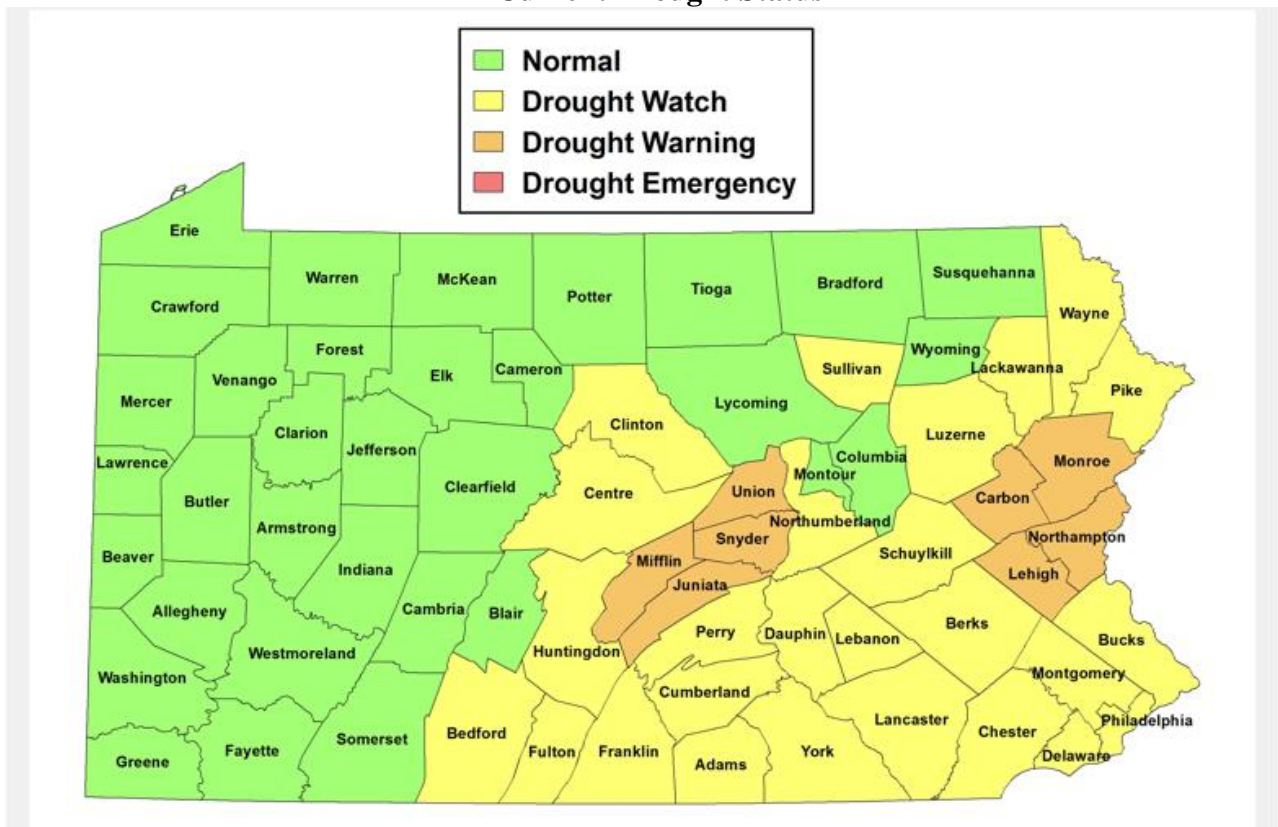 Current Drought Status
Normal
Drought Watch
Drought Warning
Drought Emergency
Erie
Warren
McKean
Potter
Tioga
Bradford
Susquehanna
Wayne
Crawford
Forest
Venango
Elk
Cameron
Sullivan
Wyoming
Lackawanna
Pike
Mercer
Clarion
Jefferson
Clinton
Lycoming
Luzerne
Columbia
Montour
Monroe
Lawrence
Butler
Clearfield
Centre
Union
Carbon
Armstrong
Northumberland
Snyder
Northampton
Beaver
Indiana
Mifflin
Schuylkill
Lehigh
Juniata
Allegheny
Cambria
Blair
Perry
Dauphin
Lebanon
Berks
Bucks
Westmoreland
Huntingdon
Washington
Cumberland
Montgomery
Greene
Fayette
Somerset
Bedford
Fulton
Franklin
Adams
York
Lancaster
Chester
Philadelphia
Delaware